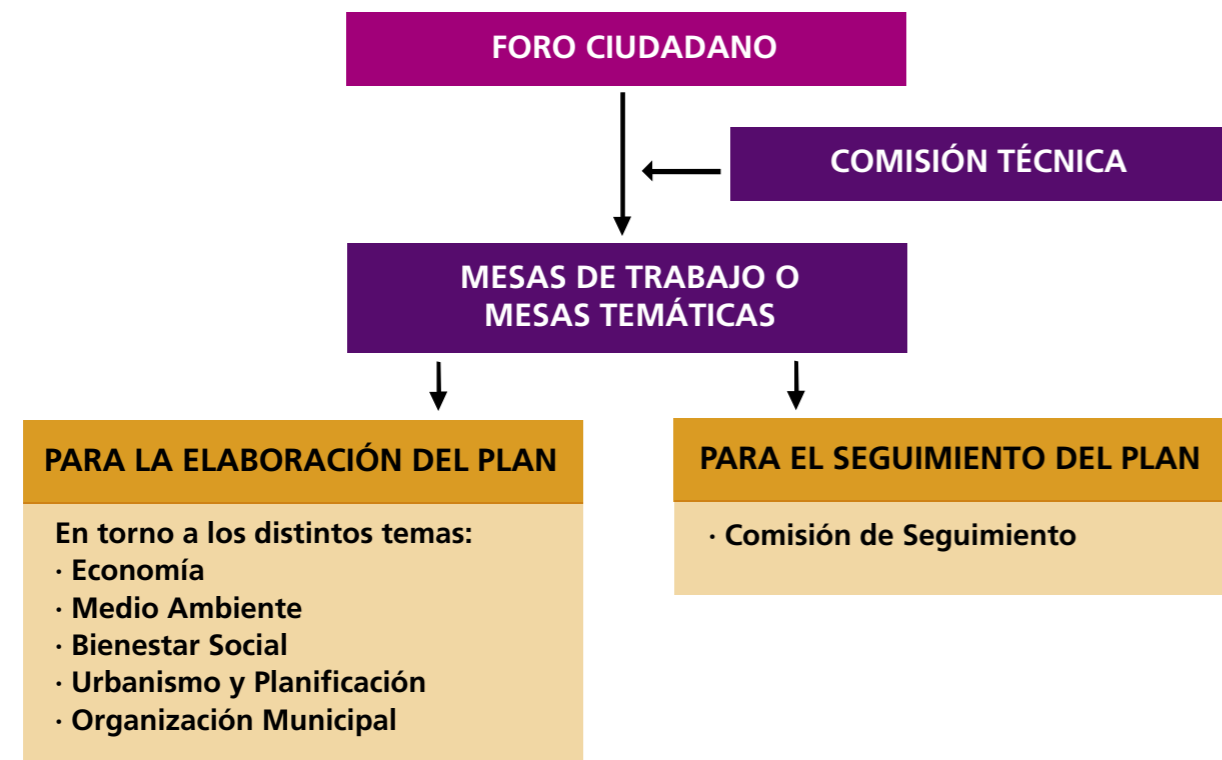 FORO CIUDADANO
COMISIÓN TÉCNICA
MESAS DE TRABAJO O
MESAS TEMÁTICAS
PARA LA ELABORACIÓN DEL PLAN
En torno a los distintos temas:
· Economía
· Medio Ambiente
· Bienestar Social
· Urbanismo y Planificación
· Organización Municipal
PARA EL SEGUIMIENTO DEL PLAN
· Comisión de Seguimiento